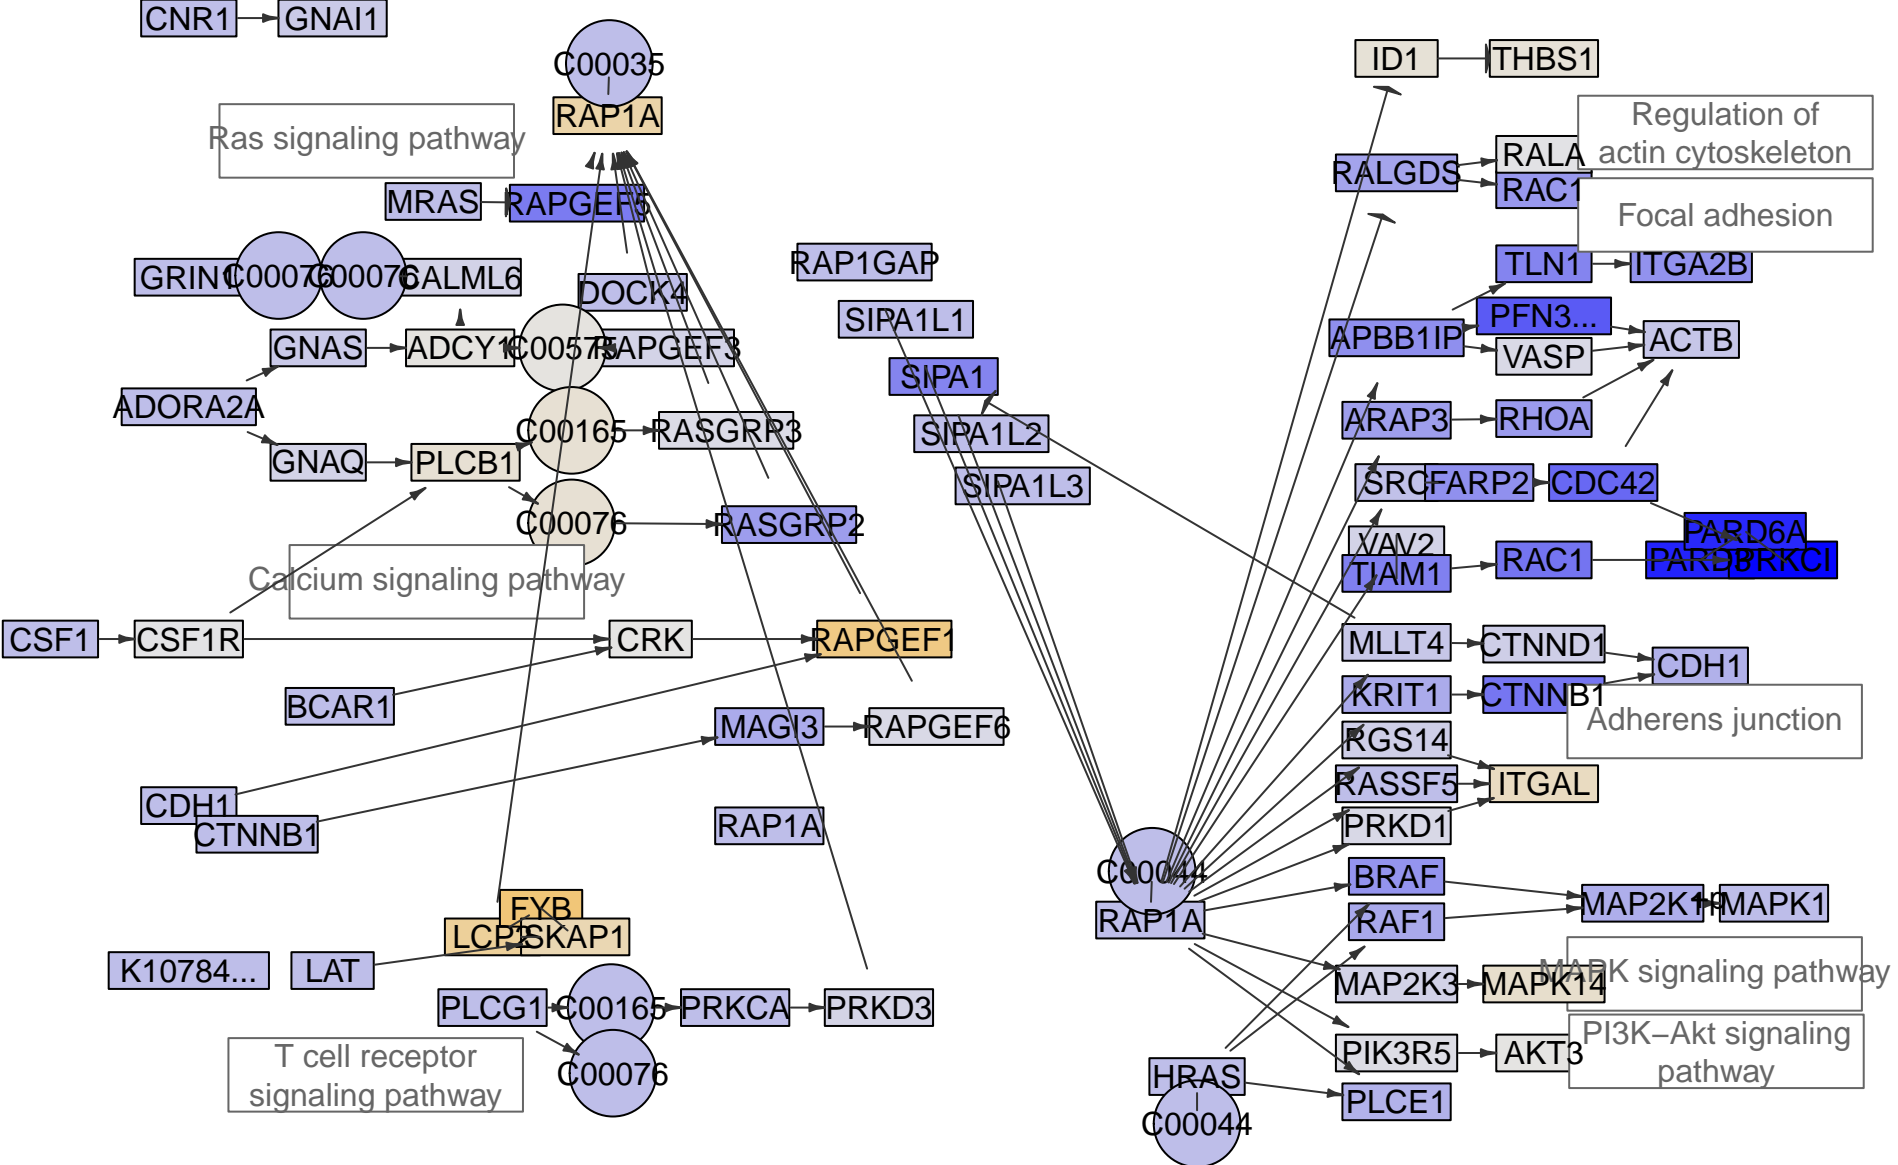 CNR1
GNAI1
C00035
RAP1A
Ras signaling pathway
MRAS
RAPGEF5
GRIN1
C00076
C00076
CALML6
DOCK4
GNAS
ADCY1
C00575
RAPGEF3
ADORA2A
C00165
RASGRP3
GNAQ
PLCB1
C00076
RASGRP2
Calcium signaling pathway
CSF1
CSF1R
CRK
RAPGEF1
BCAR1
MAGI3
RAPGEF6
CDH1
CTNNB1
RAP1A
FYB
LCP2
SKAP1
K10784...
LAT
PLCG1
C00165
PRKCA
PRKD3
C00076
T cell receptor
signaling pathway
RAP1GAP
SIPA1L1
SIPA1
SIPA1L2
SIPA1L3
C00044
RAP1A
HRAS
C00044
ID1
THBS1
Regulation of
actin cytoskeleton
RALGDS
RALA
RAC1
Focal adhesion
TLN1
ITGA2B
APBB1IP
PFN3...
VASP
ACTB
ARAP3
RHOA
SRC
FARP2
CDC42
VAV2
TIAM1
RAC1
PARD6A
PARD3
PRKCI
MLLT4
CTNND1
CDH1
KRIT1
CTNNB1
Adherens junction
RGS14
RASSF5
ITGAL
PRKD1
BRAF
MAP2K1
+p
MAPK1
RAF1
MAP2K3
MAPK14
MAPK signaling pathway
PIK3R5
AKT3
PI3K−Akt signaling
pathway
PLCE1